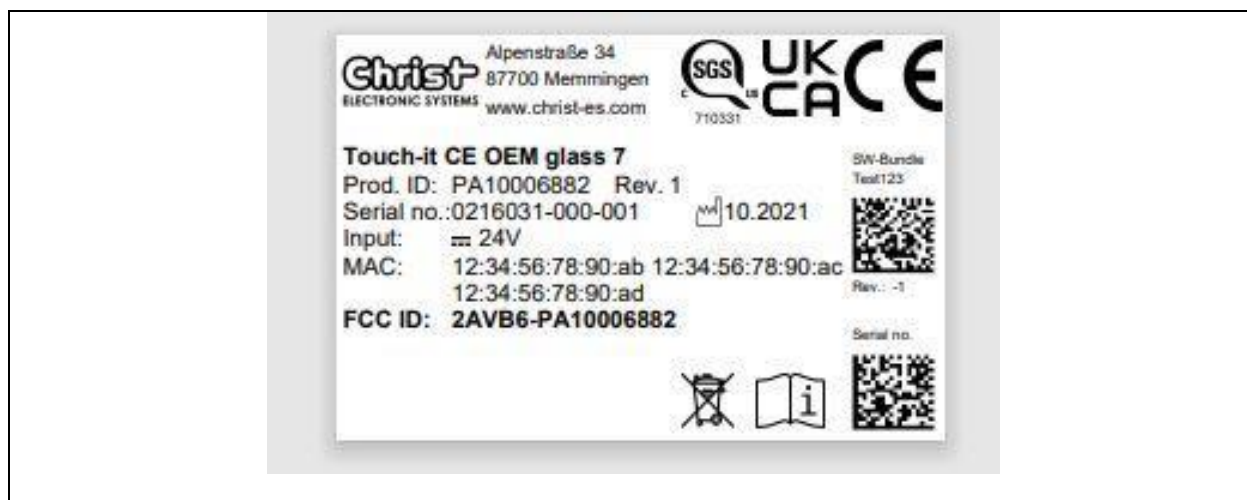 Christ
ELECTRONIC SYSTEMS
Alpenstraße 34
87700 Memmingen
www.christ-es.com
SGS
C US
710331
UK
CA
CE
Touch-it CE OEM glass 7
Prod. ID: PA10006882 Rev. 1
Serial no.:0216031-000-001 10.2021
Input: 24V
MAC: 12:34:56:78:90:ab 12:34:56:78:90:ac
12:34:56:78:90:ad
FCC ID: 2AVB6-PA10006882
SW-Bundle
Test123
Rev.: -1
Serial no.
i